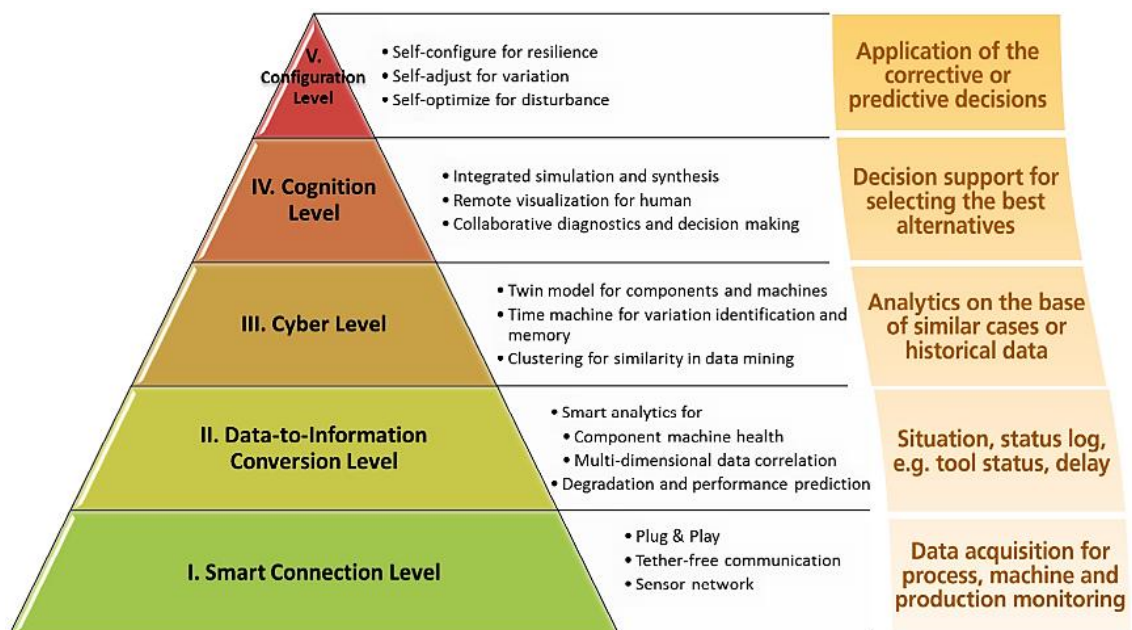 V.
Configuration
Level
• Self-configure for resilience
• Self-adjust for variation
• Self-optimize for disturbance
Application of the
corrective or
predictive decisions
IV. Cognition
Level
• Integrated simulation and synthesis
• Remote visualization for human
• Collaborative diagnostics and decision making
Decision support for
selecting the best
alternatives
III. Cyber Level
• Twin model for components and machines
• Time machine for variation identification and
memory
• Clustering for similarity in data mining
Analytics on the base
of similar cases or
historical data
II. Data-to-Information
Conversion Level
• Smart analytics for
• Component machine health
• Multi-dimensional data correlation
• Degradation and performance prediction
Situation, status log,
e.g. tool status, delay
I. Smart Connection Level
• Plug & Play
• Tether-free communication
• Sensor network
Data acquisition for
process, machine and
production monitoring